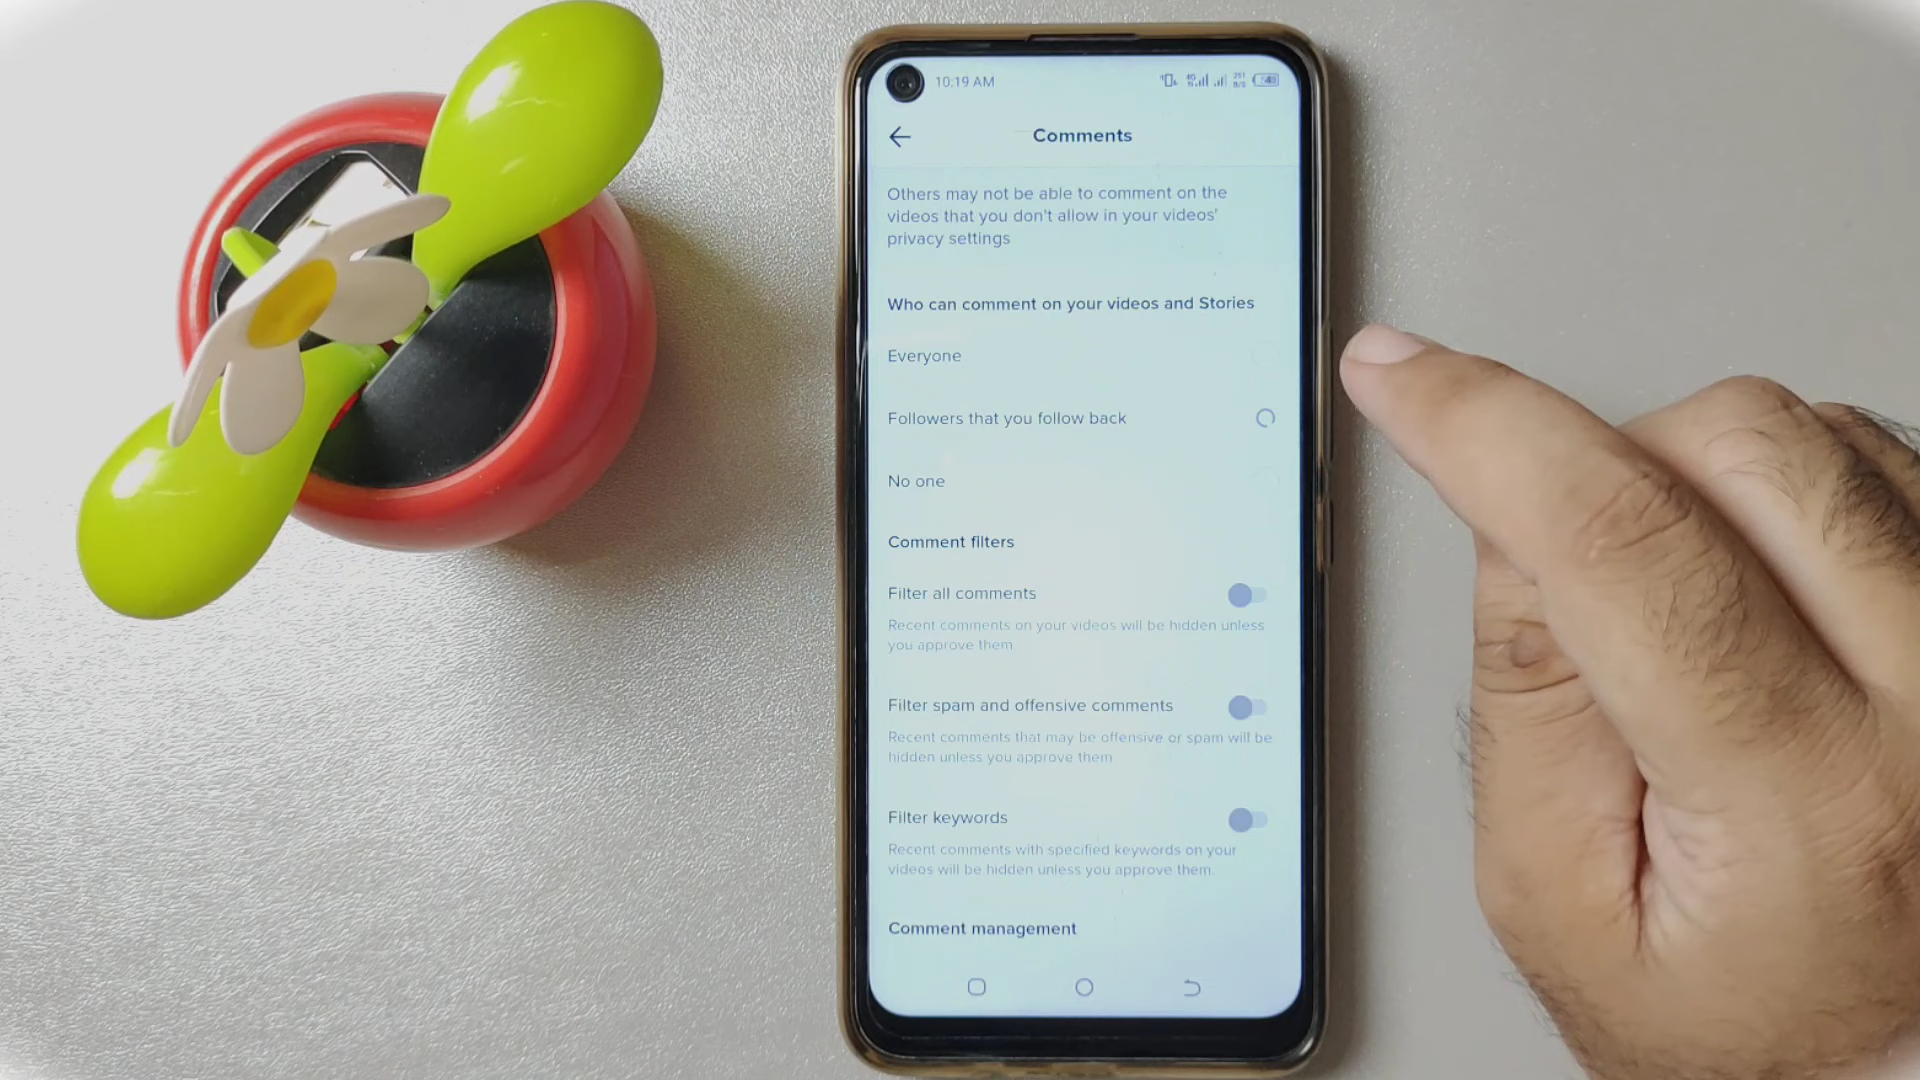 10:19 AM
Comments
Others may not be able to comment on the
videos that you don't allow in your videos'
privacy settings
Who can comment on your videos and Stories
Everyone
Followers that you follow back
No one
Comment filters
Filter all comments
Recent comments on your videos will be hidden unless
you approve them
Filter spam and offensive comments
Recent comments that may be offensive or spam will be
hidden unless you approve them
Filter keywords
Recent comments with specified keywords on your
videos will be hidden unless you approve them.
Comment management